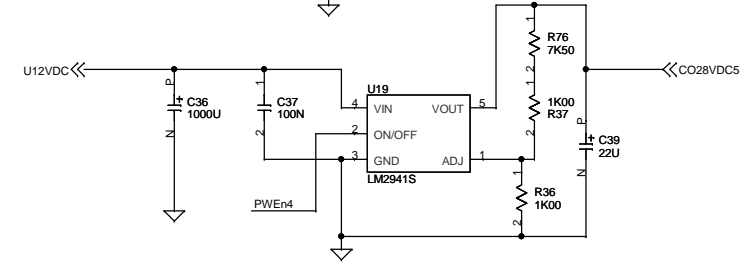 1
R76
7K50
2
U12VDC
CO28VDC5
P
C36
1000U
N
1
C37
100N
2
U19
4
VIN
VOUT
5
2
ON/OFF
3
GND
ADJ
1
LM2941S
1
1K00
R37
2
P
C39
22U
N
1
R36
1K00
2
PWEn4